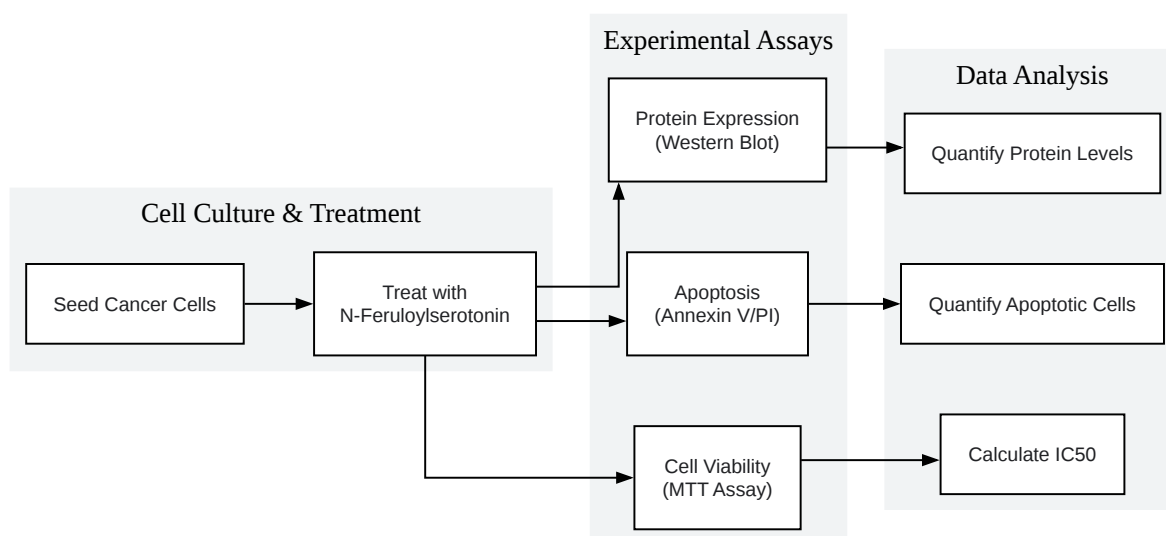 Cell Culture & Treatment
Seed Cancer Cells
Treat with
N-Feruloylserotonin
Experimental Assays
Protein Expression
(Western Blot)
Apoptosis
(Annexin V/PI)
Cell Viability
(MTT Assay)
Data Analysis
Quantify Protein Levels
Quantify Apoptotic Cells
Calculate IC50